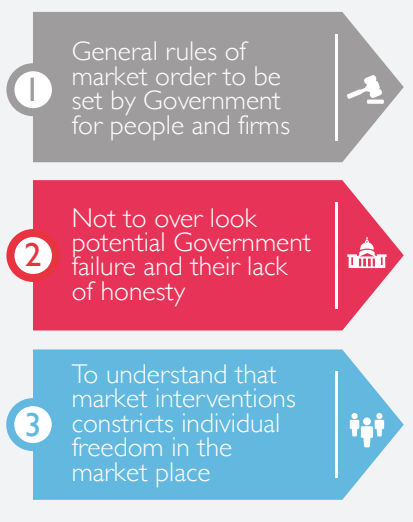 1
General rules of
market order to be
set by Government
for people and firms
2
Not to over look
potential Government
failure and their lack
of honesty
3
To understand that
market interventions
constricts individual
freedom in the
market place